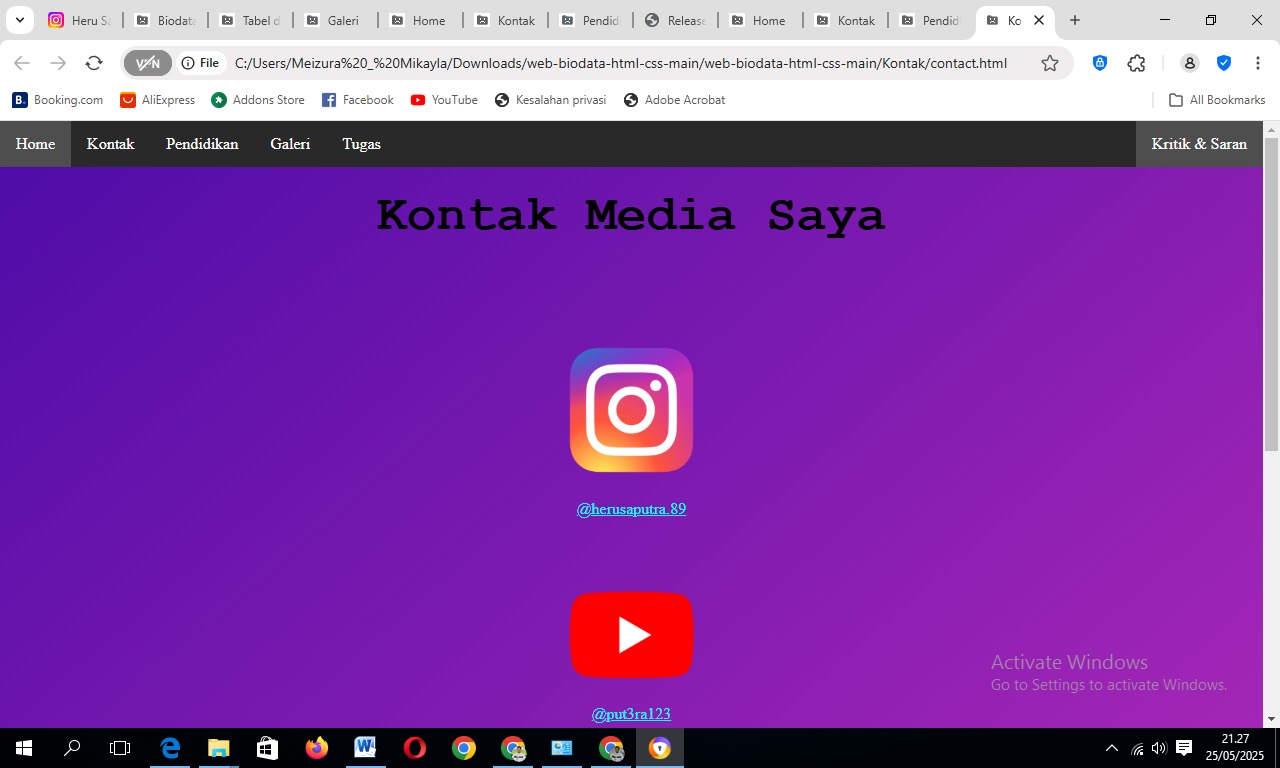 Heru Sa
Biodata
Tabel d
Galeri
Home
Kontak
Pendid
Release
Home
Kontak
Pendid
Ko
VPN
File
C:/Users/Meizura%20_%20Mikayla/Downloads/web-biodata-html-css-main/web-biodata-html-css-main/Kontak/contact.html
B.
Booking.com
AliExpress
Addons Store
Facebook
YouTube
Kesalahan privasi
Adobe Acrobat
All Bookmarks
Home
Kontak
Pendidikan
Galeri
Tugas
Kritik & Saran
Kontak Media Saya
@herusaputra.89
@put3ra123
Activate Windows
Go to Settings to activate Windows.
21.27
25/05/2025